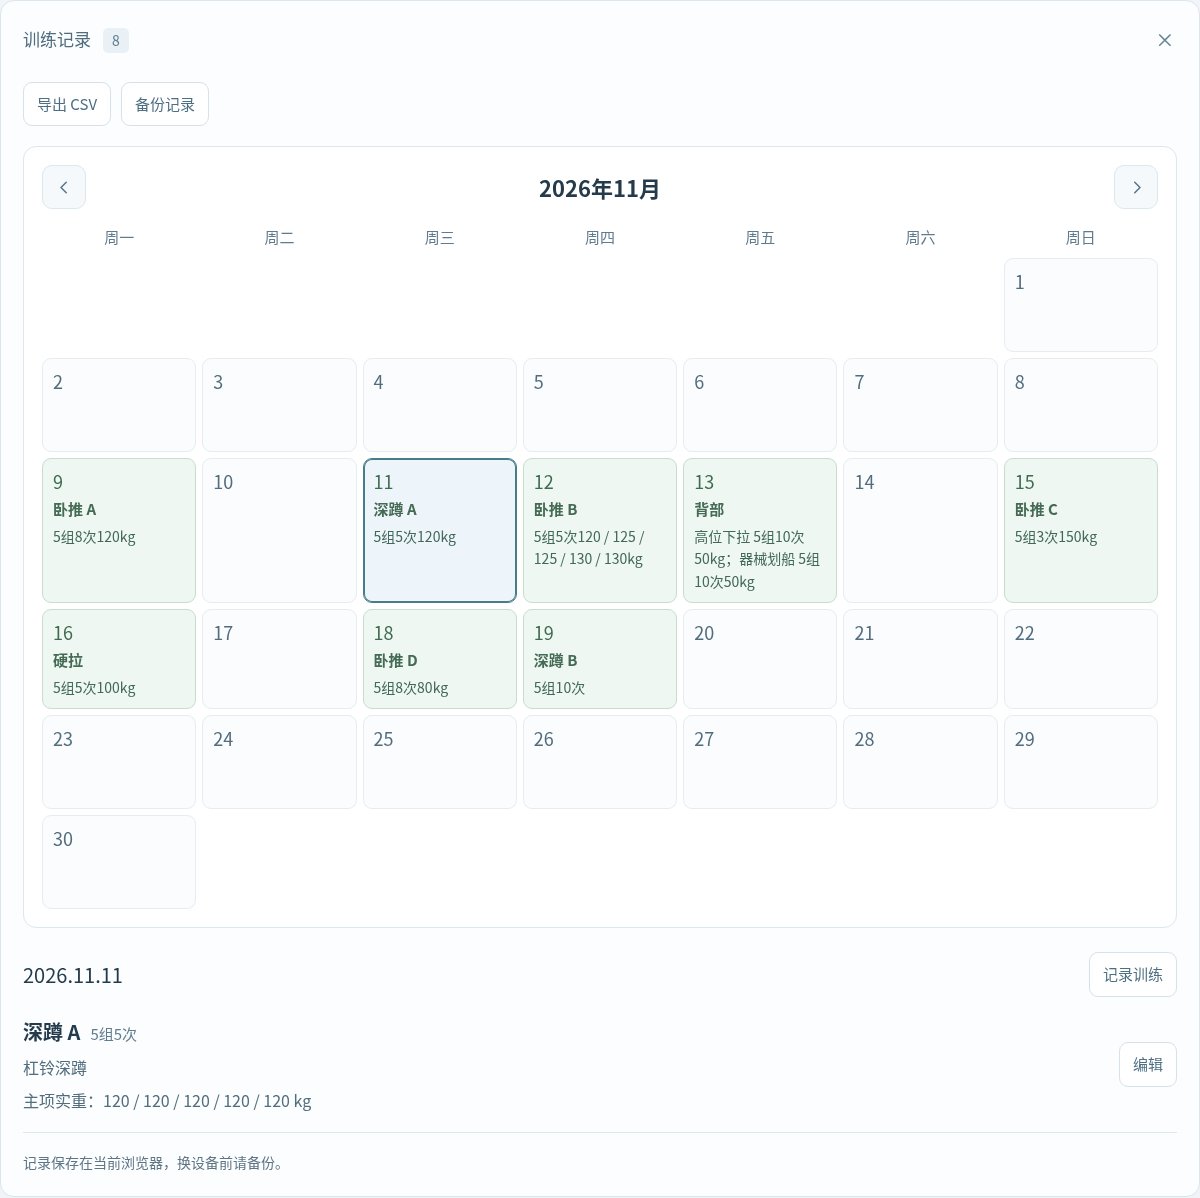 训练记录 8
导出 CSV 备份记录
2026年11月
周一 周二 周三 周四 周五 周六 周日
1
2 3 4 5 6 7 8
9
卧推 A
5组8次120kg
10
11
深蹲 A
5组5次120kg
12
卧推 B
5组5次120 / 125 /
125 / 130 / 130kg
13
背部
高位下拉 5组10次
50kg；器械划船 5组
10次50kg
14
15
卧推 C
5组3次150kg
16
硬拉
5组5次100kg
17
18
卧推 D
5组8次80kg
19
深蹲 B
5组10次
20
21
22
23 24 25 26 27 28 29
30
2026.11.11
记录训练
深蹲 A 5组5次
杠铃深蹲
编辑
主项实重：120 / 120 / 120 / 120 / 120 kg
记录保存在当前浏览器，换设备前请备份。